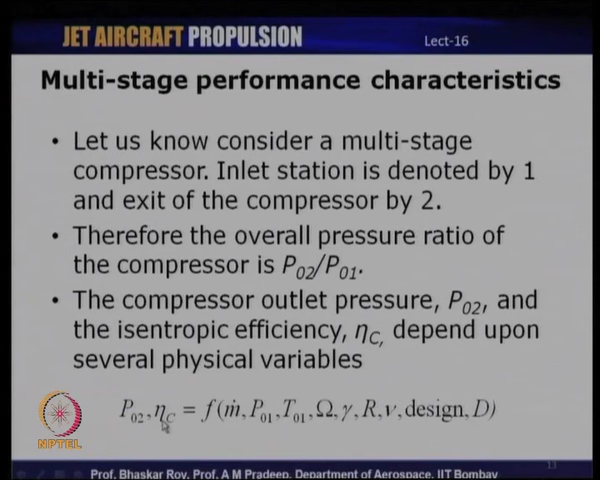 JET AIRCRAFT PROPULSION
Lect-16
Multi-stage performance characteristics
• Let us know consider a multi-stage
compressor. Inlet station is denoted by 1
and exit of the compressor by 2.
• Therefore the overall pressure ratio of
the compressor is P02/P01.
• The compressor outlet pressure, P02, and
the isentropic efficiency, ηC, depend upon
several physical variables
P02, ηC = f(ṁ, P01, T01, Ω, γ, R, ν, design, D)
NPTEL
13
Prof. Bhaskar Roy, Prof. A M Pradeep, Department of Aerospace, IIT Bombay